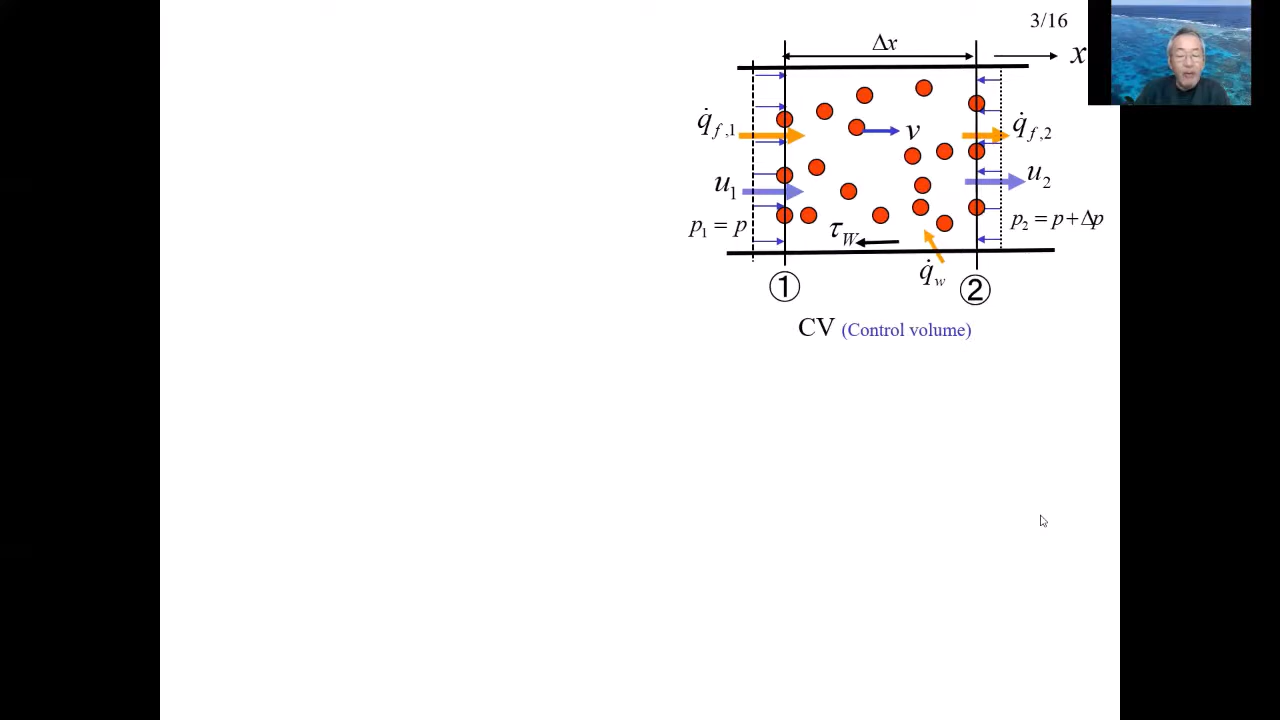 3/16
Δx
x
q̇f,1
v
q̇f,2
u1
u2
p1 = p
τW
p2 = p + Δp
q̇w
① ②
CV (Control volume)